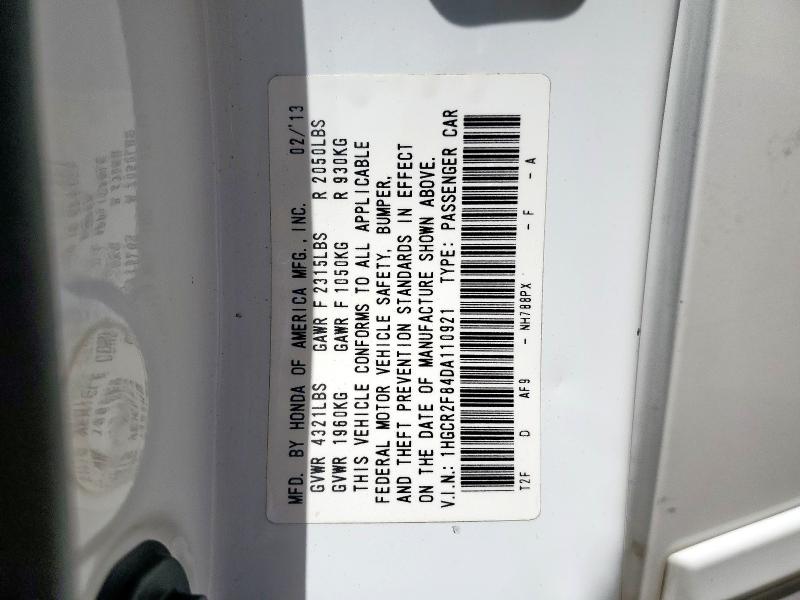 MFD. BY HONDA OF AMERICA MFG., INC. 02/'13
GVWR 4321LBS GAWR F 2315LBS R 2050LBS
GVWR 1960KG GAWR F 1050KG R 930KG
THIS VEHICLE CONFORMS TO ALL APPLICABLE
FEDERAL MOTOR VEHICLE SAFETY, BUMPER,
AND THEFT PREVENTION STANDARDS IN EFFECT
ON THE DATE OF MANUFACTURE SHOWN ABOVE.
V.I.N.: 1HGCR2F84DA110921 TYPE: PASSENGER CAR
T2F D AF9 - NH788PX - F - A